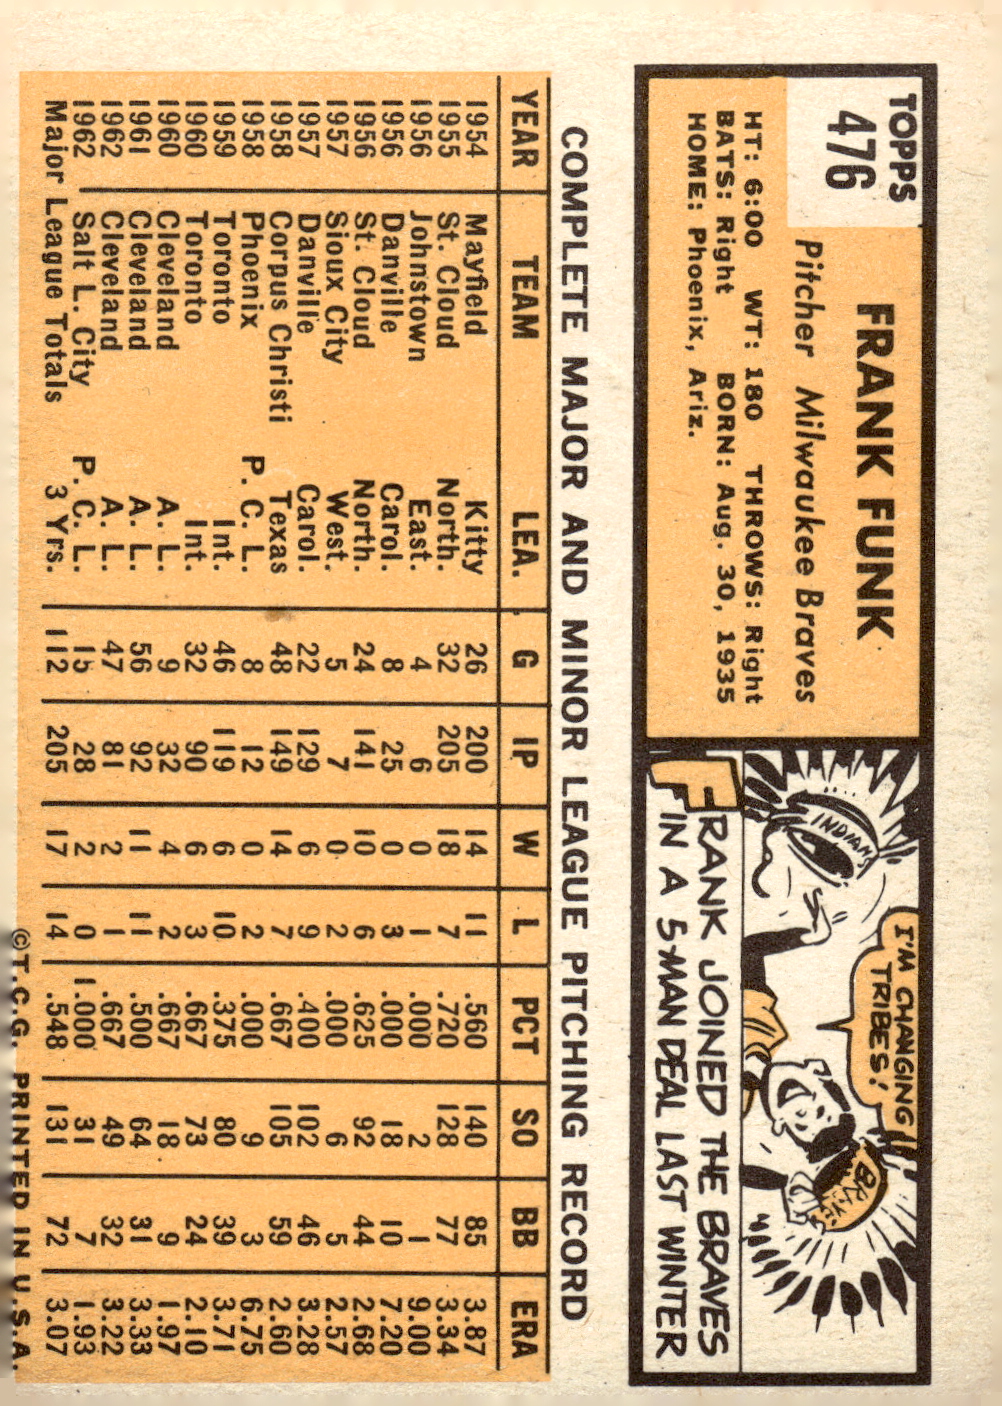 TOPPS
476
FRANK FUNK
Pitcher Milwaukee Braves
HT: 6:00 WT: 180 THROWS: Right
BATS: Right BORN: Aug. 30, 1935
HOME: Phoenix, Ariz.
INDIANS
I'M CHANGING
TRIBES!
BRAVES
FRANK JOINED THE BRAVES
IN A 5-MAN DEAL LAST WINTER
COMPLETE MAJOR AND MINOR LEAGUE PITCHING RECORD
YEAR TEAM LEA. G IP W L PCT SO BB ERA
1954 Mayfield Kitty 26 200 14 11 .560 140 85 3.87
1955 St. Cloud North. 32 205 18 7 .720 128 77 3.34
1956 Johnstown East. 4 6 0 1 .000 2 1 9.00
1956 Danville Carol. 8 25 0 3 .000 18 10 7.20
1956 St. Cloud North. 24 141 10 6 .625 92 44 2.68
1957 Sioux City West. 5 7 0 2 .000 6 5 2.57
1957 Danville Carol. 22 129 6 9 .400 102 46 3.28
1958 Corpus Christi Texas 48 149 14 7 .667 105 59 2.60
1958 Phoenix P. C. L. 8 12 0 2 .000 9 3 6.75
1959 Toronto Int. 46 119 6 10 .375 80 39 3.71
1960 Toronto Int. 32 90 6 3 .667 73 24 2.10
1960 Cleveland A. L. 9 32 4 2 .667 18 9 1.97
1961 Cleveland A. L. 56 92 11 11 .500 64 31 3.33
1962 Cleveland A. L. 47 81 2 1 .667 49 32 3.22
1962 Salt L. City P. C. L. 15 28 2 0 1.000 31 7 1.93
Major League Totals 3 Yrs. 112 205 17 14 .548 131 72 3.07
©T.C.G. PRINTED IN U.S.A.